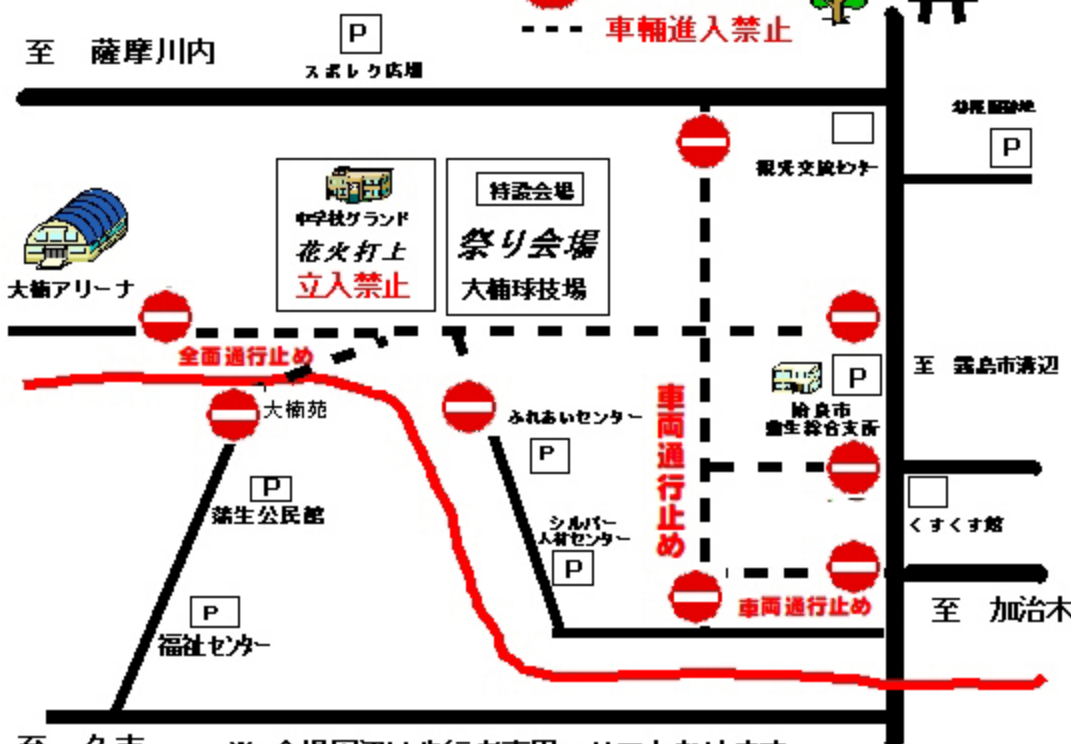 車輛進入禁止
至 薩摩川内
P
スポレク広場
P
観光交流センター
中学校グランド
花火打上
立入禁止
特設会場
祭り会場
大楠球技場
大楠アリーナ
全面通行止め
大楠苑
ふれあいセンター
P
車両通行止め
P
姶良市
蒲生総合支所
至 霧島市溝辺
P
蒲生公民館
シルバー
人材センター
P
くすくす館
P
福祉センター
車両通行止め
至 加治木
至